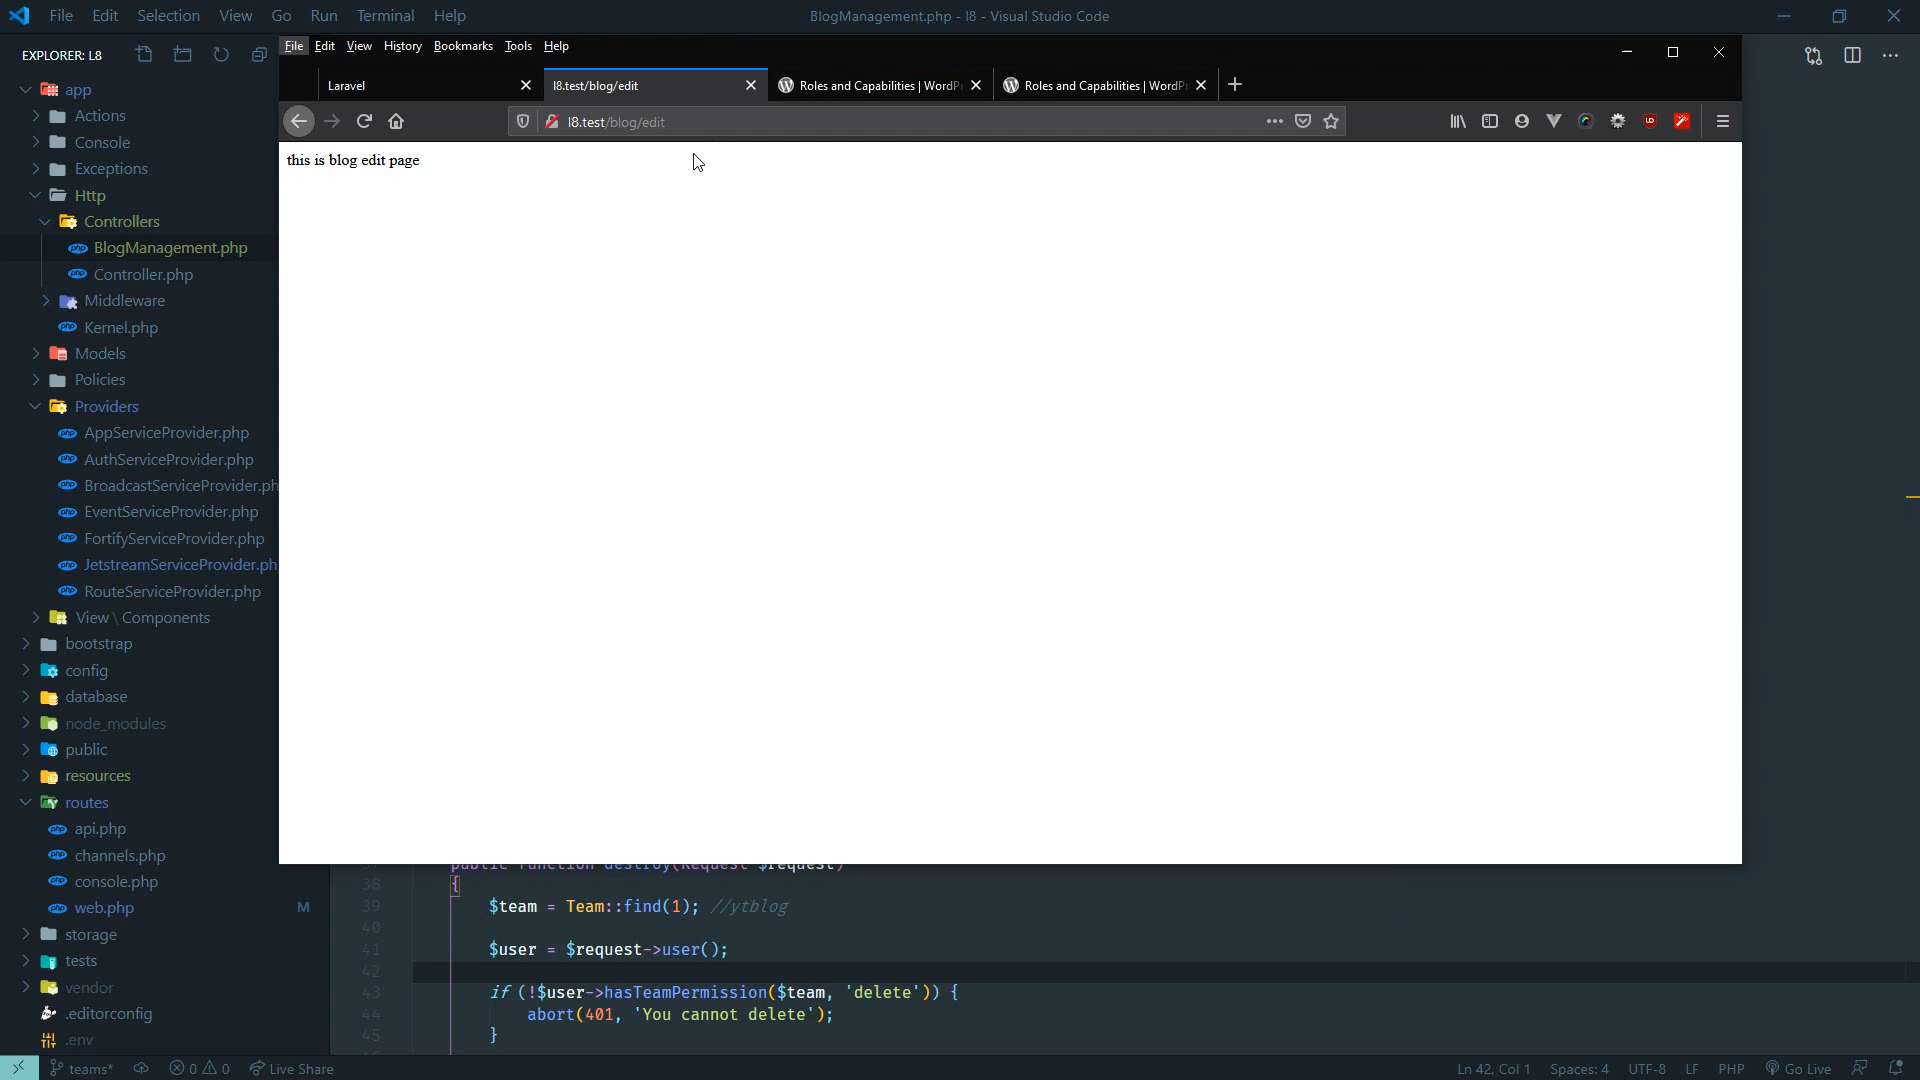 File Edit Selection View Go Run Terminal Help
BlogManagement.php - l8 - Visual Studio Code
EXPLORER: L8
app
Actions
Console
Exceptions
Http
Controllers
BlogManagement.php
Controller.php
Middleware
Kernel.php
Models
Policies
Providers
AppServiceProvider.php
AuthServiceProvider.php
BroadcastServiceProvider.ph
EventServiceProvider.php
FortifyServiceProvider.php
JetstreamServiceProvider.ph
RouteServiceProvider.php
View \ Components
bootstrap
config
database
node_modules
public
resources
routes
api.php
channels.php
console.php
web.php M
storage
tests
vendor
.editorconfig
.env
File Edit View History Bookmarks Tools Help
Laravel
l8.test/blog/edit
Roles and Capabilities | WordP
Roles and Capabilities | WordP
l8.test/blog/edit
this is blog edit page
public function destroy(Request $request)
38 {
39 $team = Team::find(1); //ytblog
40
41 $user = $request->user();
42
43 if (!$user->hasTeamPermission($team, 'delete')) {
44 abort(401, 'You cannot delete');
45 }
teams* 0 0 Live Share
Ln 42, Col 1 Spaces: 4 UTF-8 LF PHP Go Live